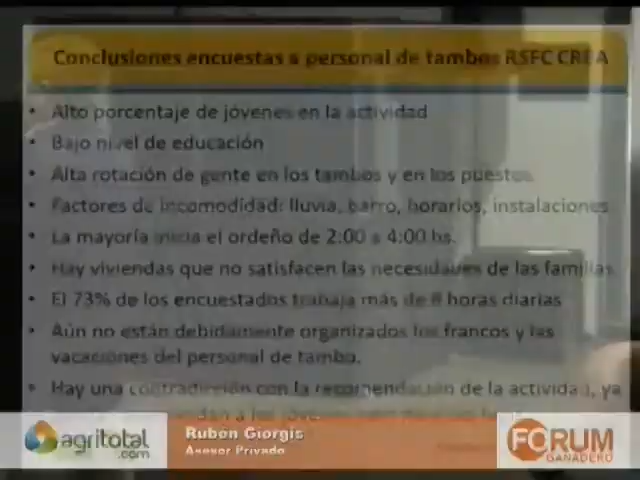 Conclusiones encuestas a personal de tambos RSFC CREA
• Alto porcentaje de jóvenes en la actividad
• Bajo nivel de educación
• Alta rotación de gente en los tambos y en los puestos
• Factores de incomodidad: lluvia, barro, horarios, instalaciones
• La mayoría inicia el ordeño de 2:00 a 4:00 hs.
• Hay viviendas que no satisfacen las necesidades de las familias
• El 73% de los encuestados trabaja más de 8 horas diarias
• Aún no están debidamente organizados los francos y las
vacaciones del personal de tambo.
• Hay una contradicción con la recomendación de la actividad, ya
agritotal
.com
Rubén Giorgis
Asesor Privado
FORUM
GANADERO